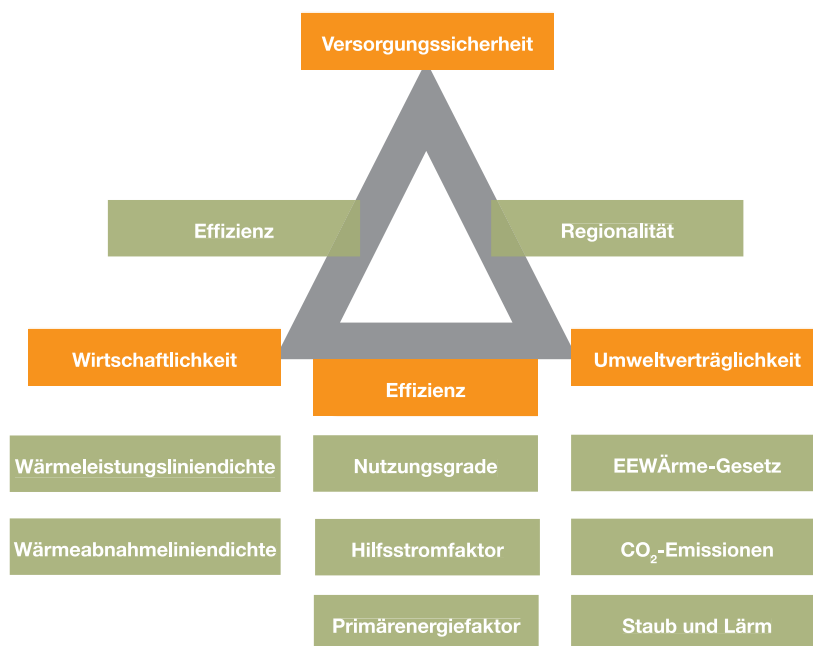 Versorgungssicherheit
Effizienz
Regionalität
Wirtschaftlichkeit
Umweltverträglichkeit
Effizienz
Wärmeleistungsliniendichte
Nutzungsgrade
EEWÄrme-Gesetz
Wärmeabnahmeliniendichte
Hilfsstromfaktor
CO₂-Emissionen
Primärenergiefaktor
Staub und Lärm